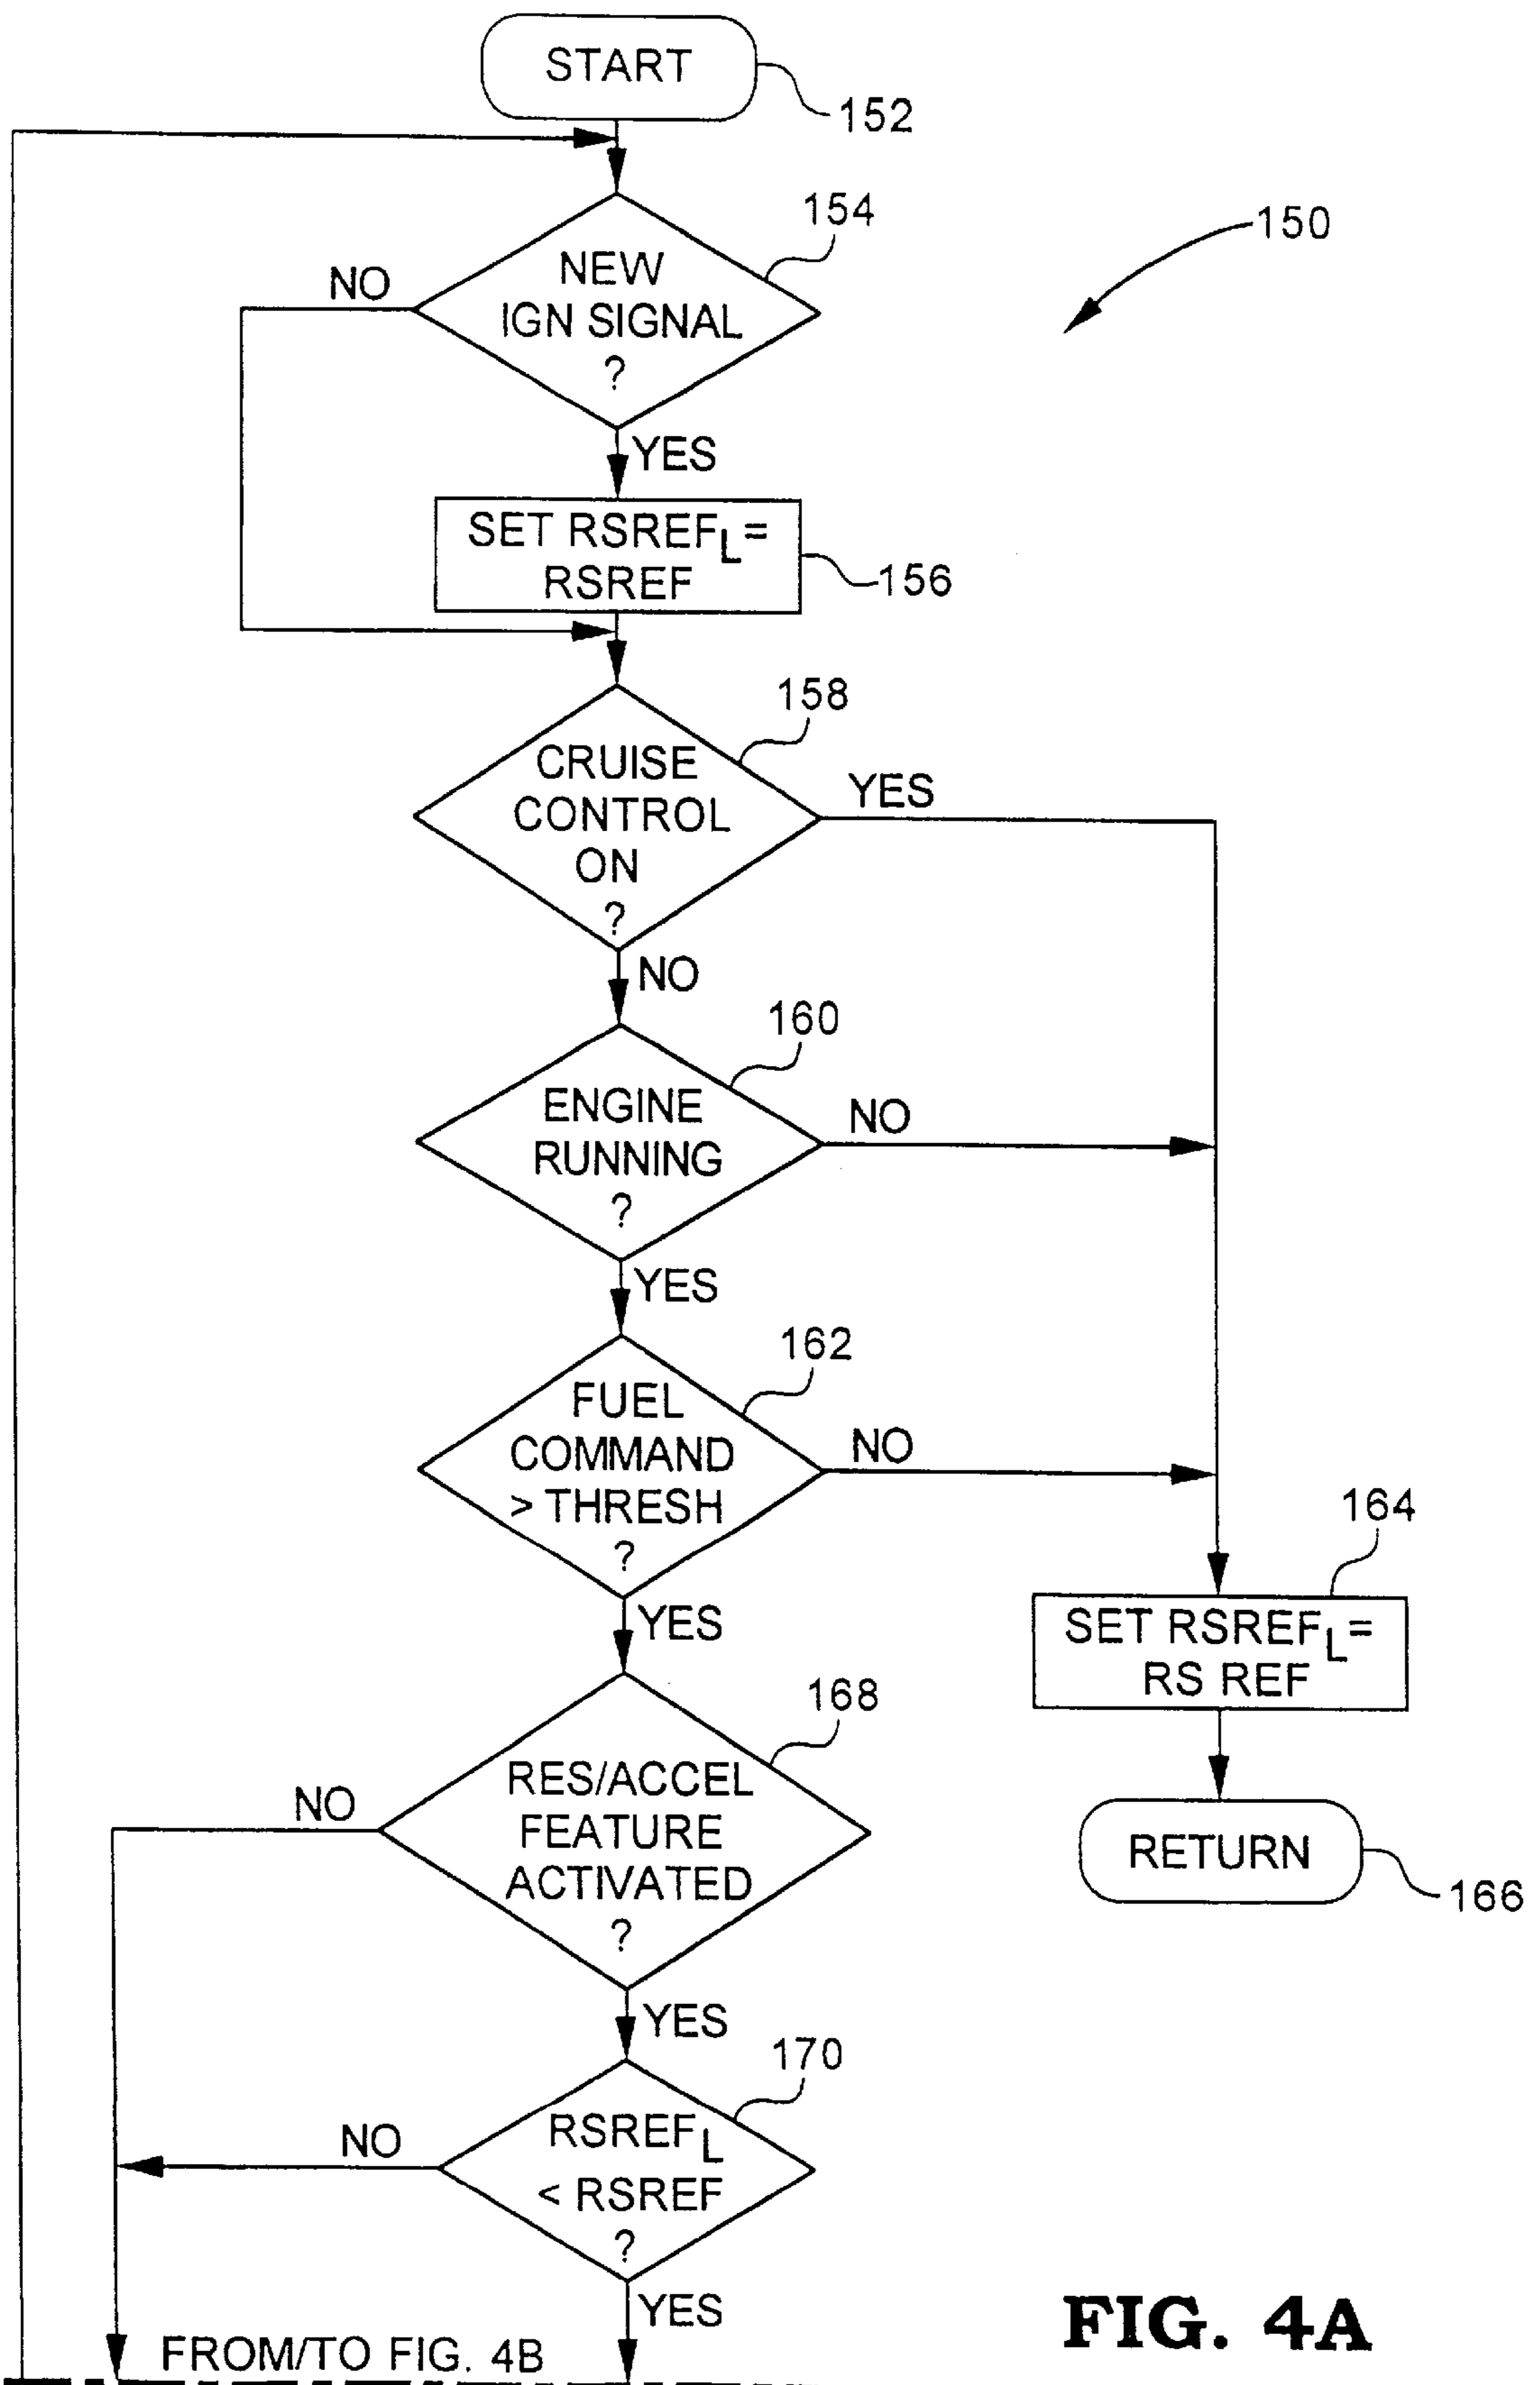 START
152
154
150
NO
NEW
IGN SIGNAL
?
YES
SET RSREFL=
RSREF
156
158
CRUISE
CONTROL
ON
?
YES
NO
160
ENGINE
RUNNING
?
NO
YES
162
FUEL
COMMAND
> THRESH
?
NO
164
SET RSREFL=
RS REF
YES
168
RES/ACCEL
FEATURE
ACTIVATED
?
NO
RETURN
166
YES
170
RSREFL
< RSREF
?
NO
YES
FROM/TO FIG. 4B
FIG. 4A